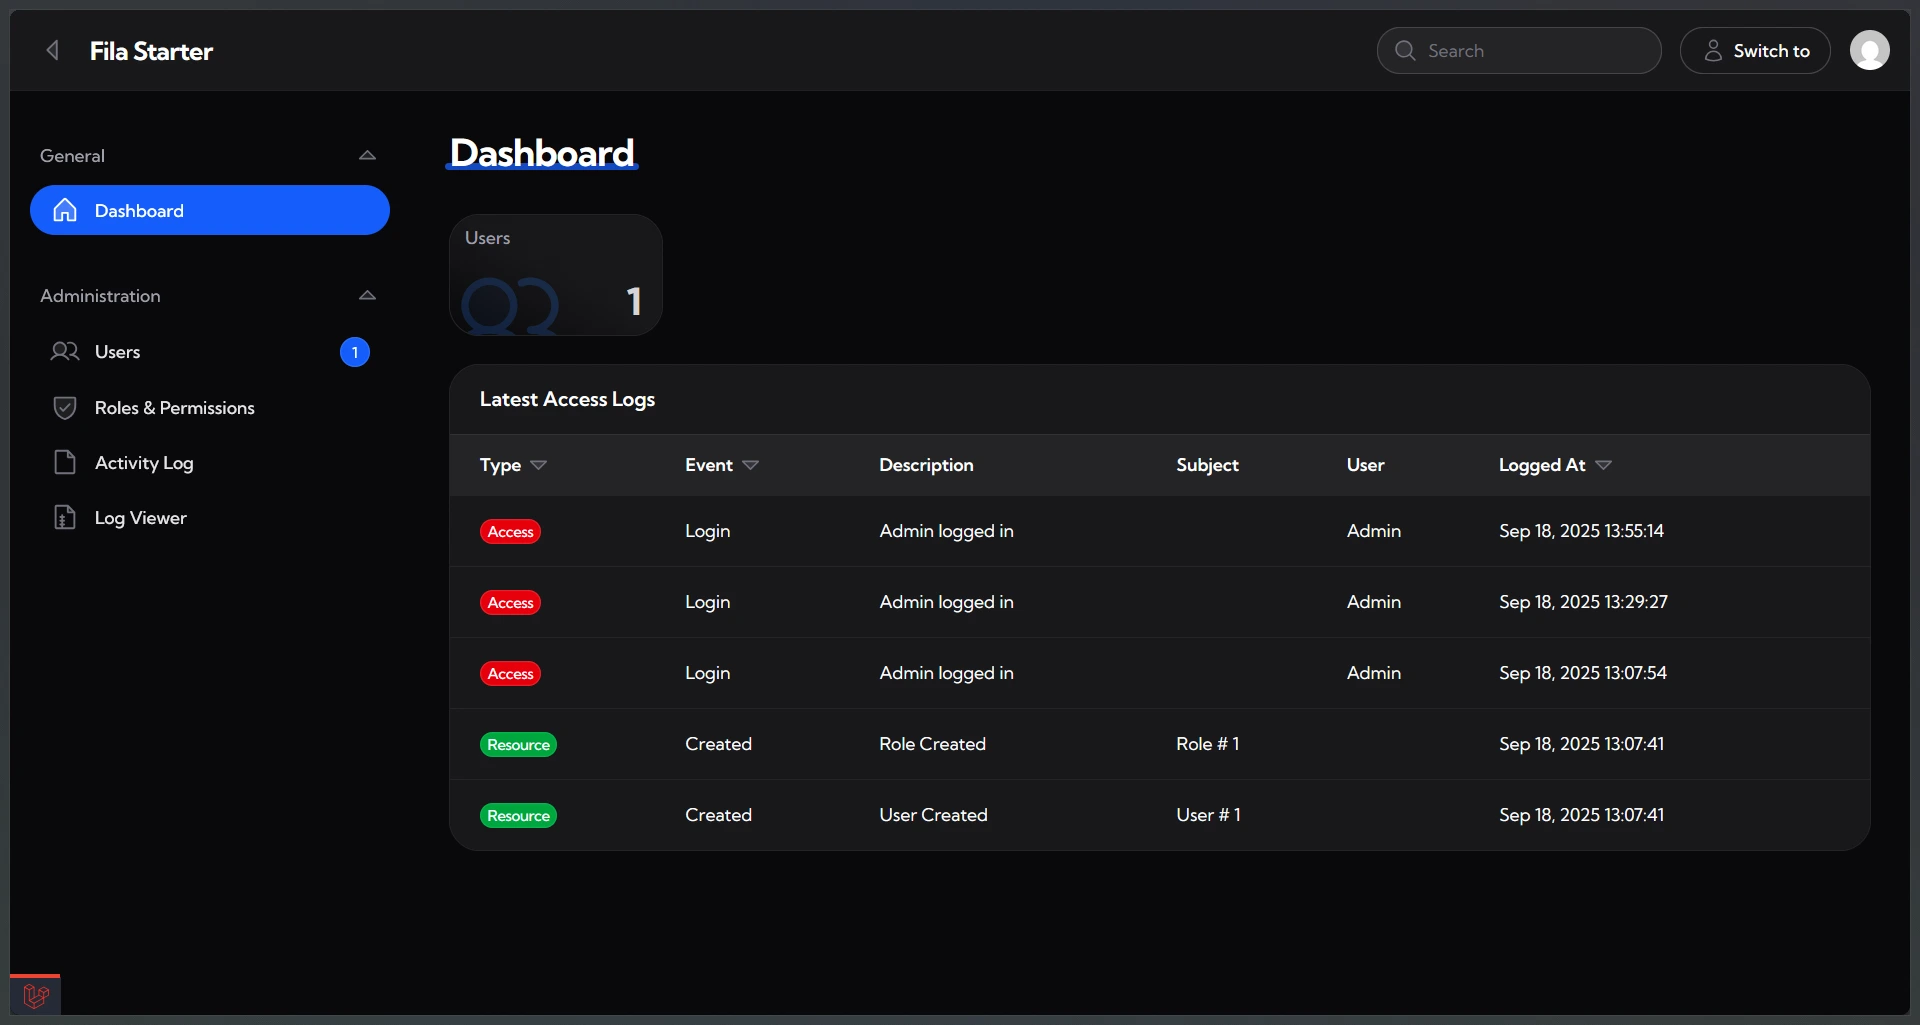 Fila Starter
Search
Switch to
General
Dashboard
Administration
Users
1
Roles & Permissions
Activity Log
Log Viewer
Dashboard
Users
1
Latest Access Logs
Type Event Description Subject User Logged At
Access Login Admin logged in Admin Sep 18, 2025 13:55:14
Access Login Admin logged in Admin Sep 18, 2025 13:29:27
Access Login Admin logged in Admin Sep 18, 2025 13:07:54
Resource Created Role Created Role # 1 Sep 18, 2025 13:07:41
Resource Created User Created User # 1 Sep 18, 2025 13:07:41